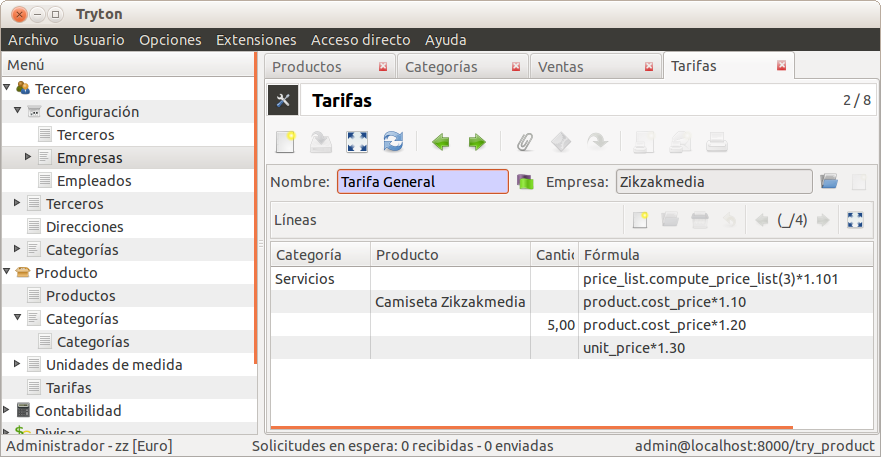 Tryton
Archivo Usuario Opciones Extensiones Acceso directo Ayuda
Menú
Tercero
Configuración
Terceros
Empresas
Empleados
Terceros
Direcciones
Categorías
Producto
Productos
Categorías
Categorías
Unidades de medida
Tarifas
Contabilidad
Divisas
Productos Categorías Ventas Tarifas
Tarifas 2 / 8
Nombre: Tarifa General Empresa: Zikzakmedia
Líneas (_/4)
Categoría Producto Cantic Fórmula
Servicios price_list.compute_price_list(3)*1.101
Camiseta Zikzakmedia product.cost_price*1.10
5,00 product.cost_price*1.20
unit_price*1.30
Administrador - zz [Euro] Solicitudes en espera: 0 recibidas - 0 enviadas admin@localhost:8000/try_product